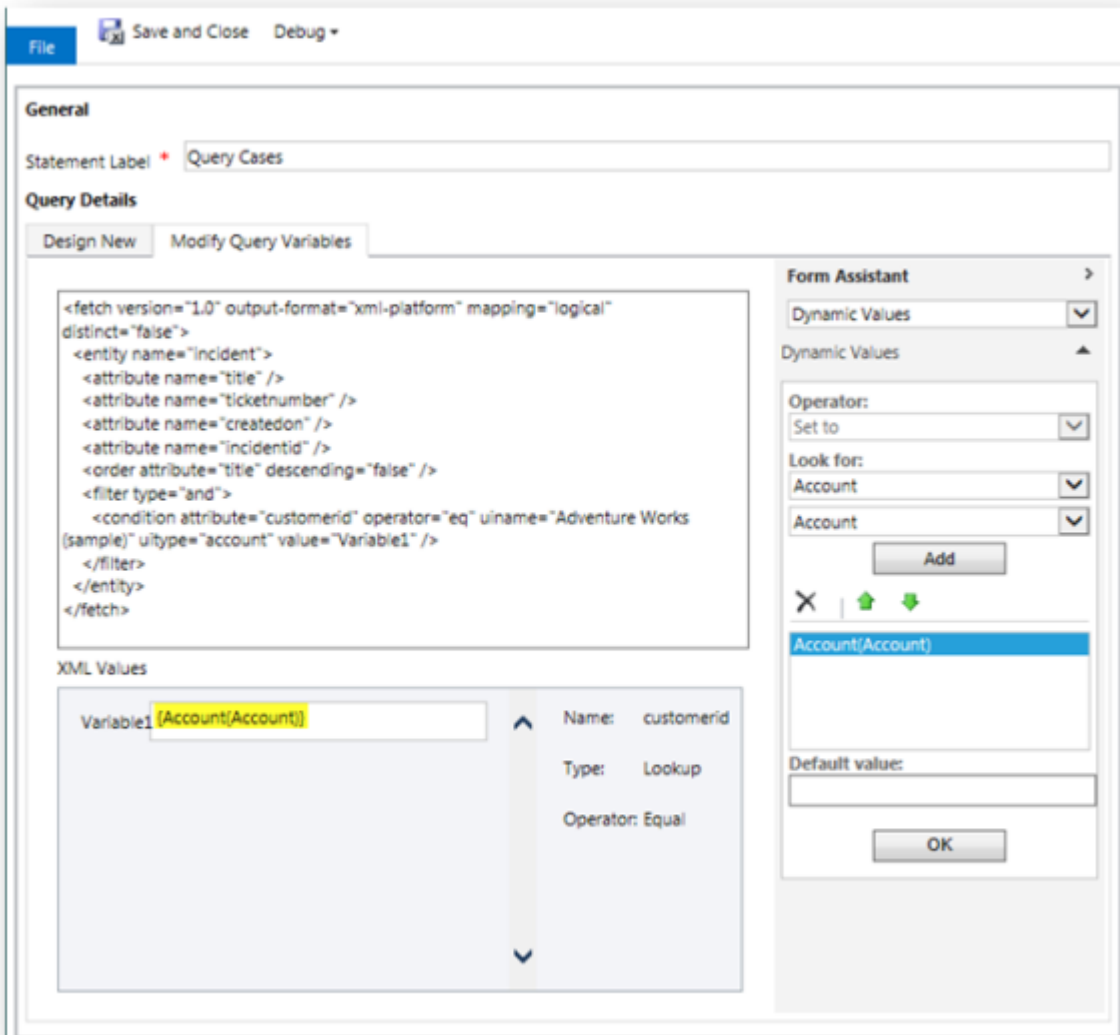 File
Save and Close Debug
General
Statement Label * Query Cases
Query Details
Design New Modify Query Variables
<fetch version="1.0" output-format="xml-platform" mapping="logical"
distinct="false">
<entity name="incident">
<attribute name="title" />
<attribute name="ticketnumber" />
<attribute name="createdon" />
<attribute name="incidentid" />
<order attribute="title" descending="false" />
<filter type="and">
<condition attribute="customerid" operator="eq" uiname="Adventure Works
(sample)" uitype="account" value="Variable1" />
</filter>
</entity>
</fetch>
XML Values
Variable1 {Account(Account)}
Name: customerid
Type: Lookup
Operator: Equal
Form Assistant >
Dynamic Values
Dynamic Values
Operator:
Set to
Look for:
Account
Account
Add
Account(Account)
Default value:
OK